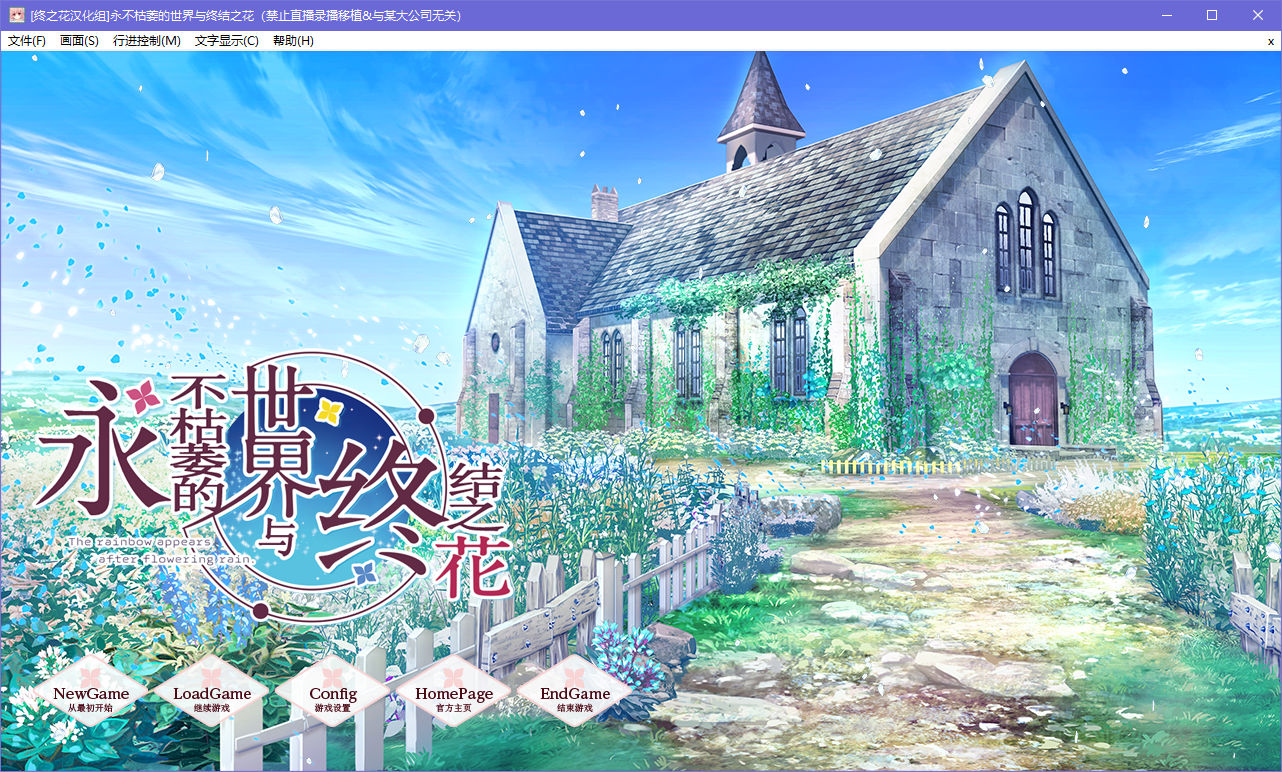 [终之花汉化组]永不枯萎的世界与终结之花（禁止直播录播移植&与某大公司无关）
文件(F) 画面(S) 行进控制(M) 文字显示(C) 帮助(H) x
永不枯萎的世界与终结之花
The rainbow appears
after flowering rain.
NewGame LoadGame Config HomePage EndGame
从最初开始 继续游戏 游戏设置 官方主页 结束游戏